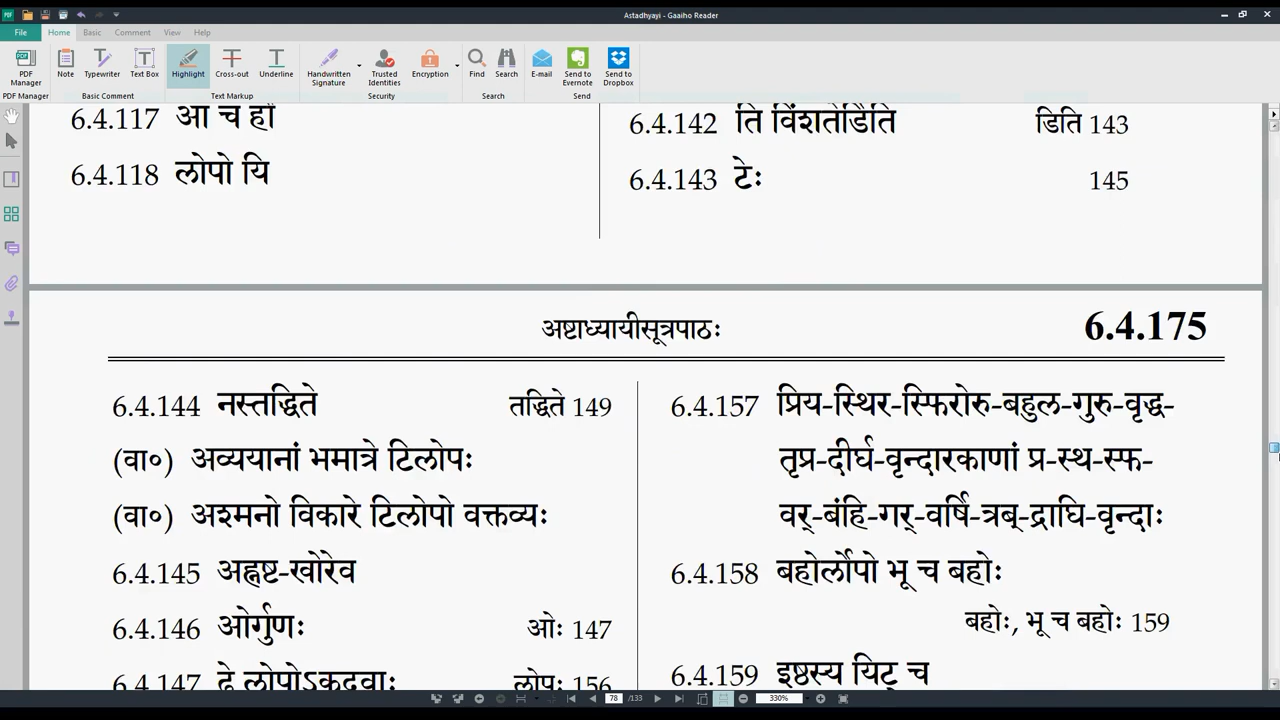 Astadhyayi - Gaaiho Reader
File Home Basic Comment View Help
PDF Manager Note Typewriter Text Box Highlight Cross-out Underline Handwritten Signature Trusted Identities Encryption Find Search E-mail Send to Evernote Send to Dropbox
PDF Manager Basic Comment Text Markup Security Search Send
6.4.117 आ च हौ
6.4.118 लोपो यि
6.4.142 ति विंशतेर्डिति डिति 143
6.4.143 टेः 145
अष्टाध्यायीसूत्रपाठः 6.4.175
6.4.144 नस्तद्धिते तद्धिते 149
(वा०) अव्ययानां भमात्रे टिलोपः
(वा०) अश्मनो विकारे टिलोपो वक्तव्यः
6.4.145 अह्नष्ट-खोरेव
6.4.146 ओर्गुणः ओः 147
6.4.147 ढे लोपोऽकद्र्वाः लोपः 156
6.4.157 प्रिय-स्थिर-स्फिरोरु-बहुल-गुरु-वृद्ध-
तृप्र-दीर्घ-वृन्दारकाणां प्र-स्थ-स्फ-
वर्-बंहि-गर्-वर्षि-त्रब्-द्राघि-वृन्दाः
6.4.158 बहोर्लोपो भू च बहोः
बहोः, भू च बहोः 159
6.4.159 इष्ठस्य यिट् च
78 /133 330%